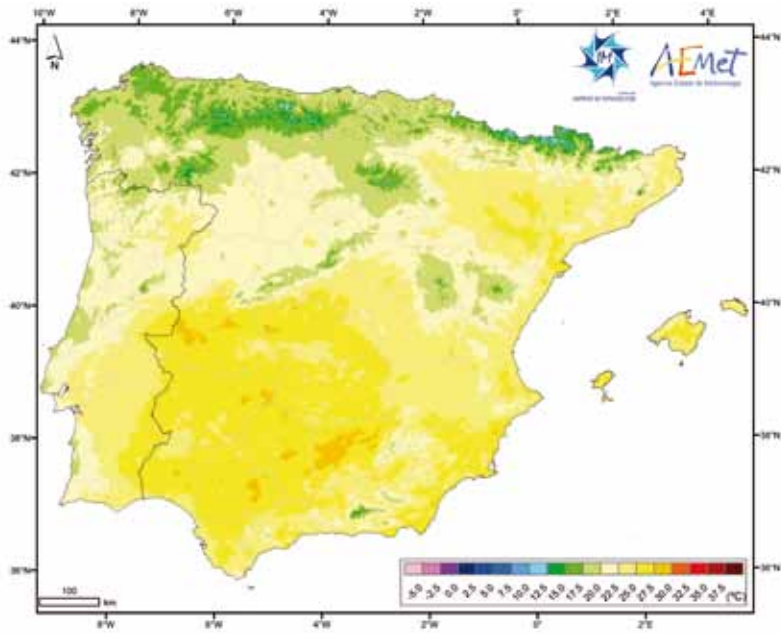 10°W 8°W 6°W 4°W 2°W 0° 2°E 4°E
44°N 44°N
N
IM AEMet
Agencia Estatal de Meteorología
42°N 42°N
40°N 40°N
38°N 38°N
36°N 36°N
100
km
-5.0 -2.5 0.0 2.5 5.0 7.5 10.0 12.5 15.0 17.5 20.0 22.5 25.0 27.5 30.0 32.5 35.0 37.5 (°C)
8°W 6°W 4°W 2°W 0° 2°E